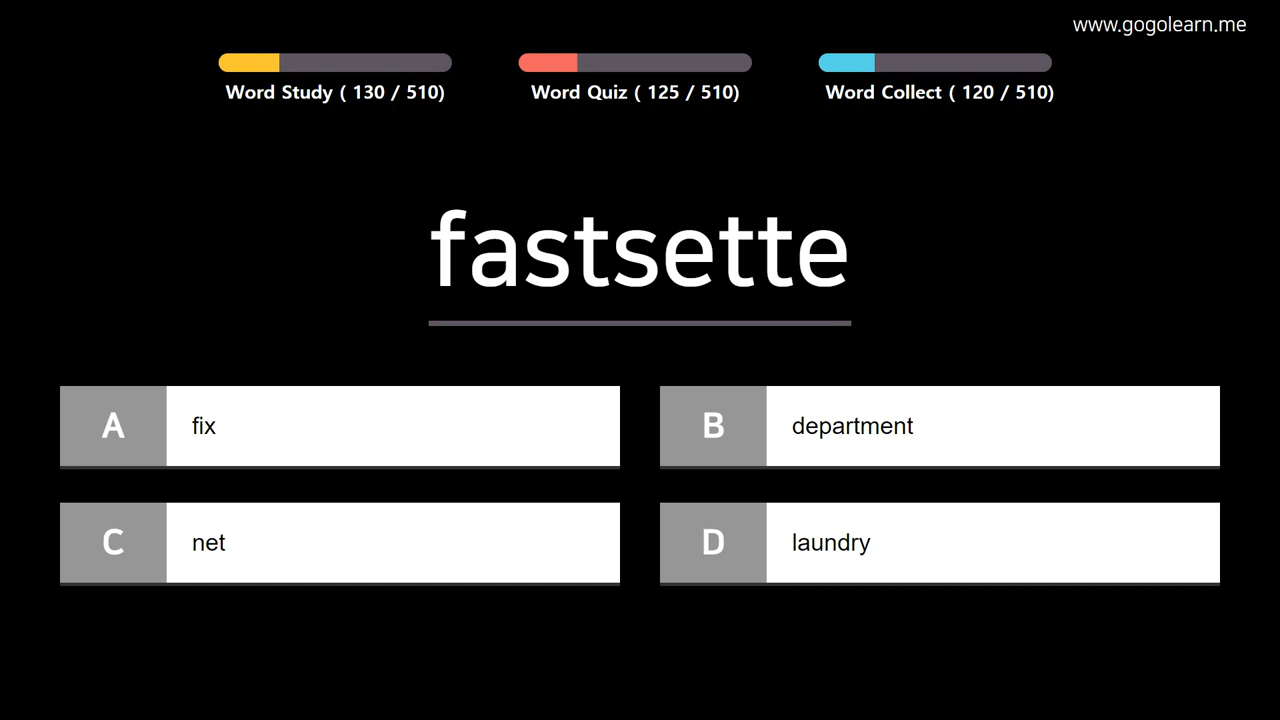 www.gogolearn.me
Word Study ( 130 / 510)
Word Quiz ( 125 / 510)
Word Collect ( 120 / 510)
fastsette
A fix
B department
C net
D laundry